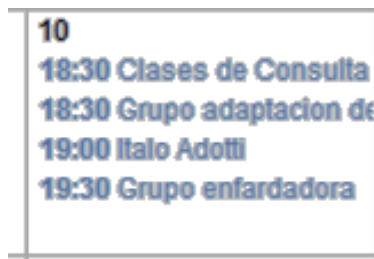 10
18:30 Clases de Consulta
18:30 Grupo adaptacion de
19:00 Italo Adotti
19:30 Grupo enfardadora